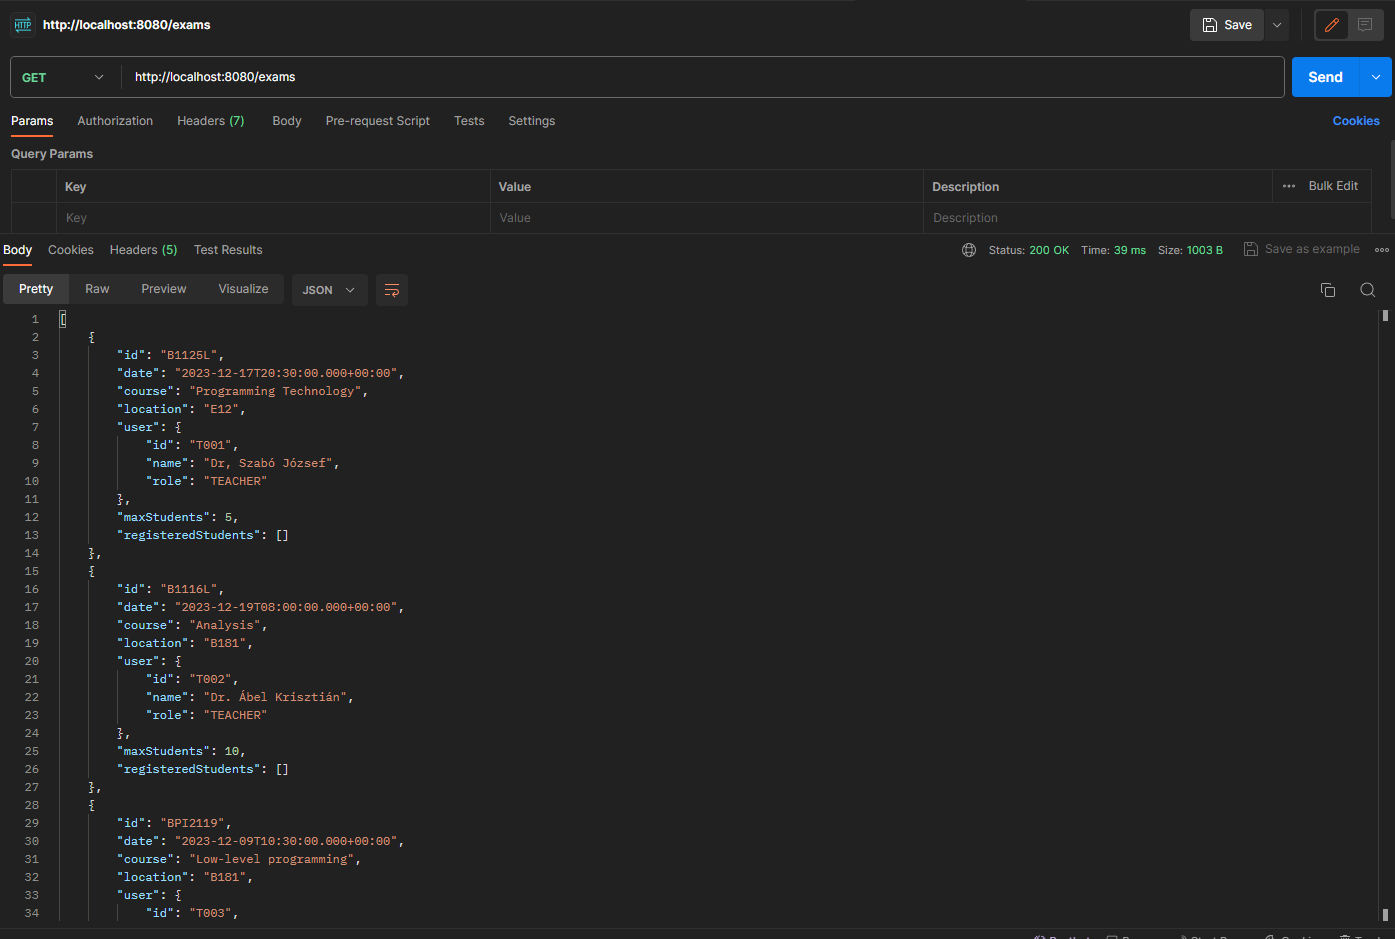 HTTP http://localhost:8080/exams Save
GET http://localhost:8080/exams Send
Params Authorization Headers (7) Body Pre-request Script Tests Settings Cookies
Query Params
Key Value Description Bulk Edit
Key Value Description
Body Cookies Headers (5) Test Results Status: 200 OK Time: 39 ms Size: 1003 B Save as example
Pretty Raw Preview Visualize JSON
1 [
2 {
3 "id": "B1125L",
4 "date": "2023-12-17T20:30:00.000+00:00",
5 "course": "Programming Technology",
6 "location": "E12",
7 "user": {
8 "id": "T001",
9 "name": "Dr, Szabó József",
10 "role": "TEACHER"
11 },
12 "maxStudents": 5,
13 "registeredStudents": []
14 },
15 {
16 "id": "B1116L",
17 "date": "2023-12-19T08:00:00.000+00:00",
18 "course": "Analysis",
19 "location": "B181",
20 "user": {
21 "id": "T002",
22 "name": "Dr. Ábel Krisztián",
23 "role": "TEACHER"
24 },
25 "maxStudents": 10,
26 "registeredStudents": []
27 },
28 {
29 "id": "BPI2119",
30 "date": "2023-12-09T10:30:00.000+00:00",
31 "course": "Low-level programming",
32 "location": "B181",
33 "user": {
34 "id": "T003",